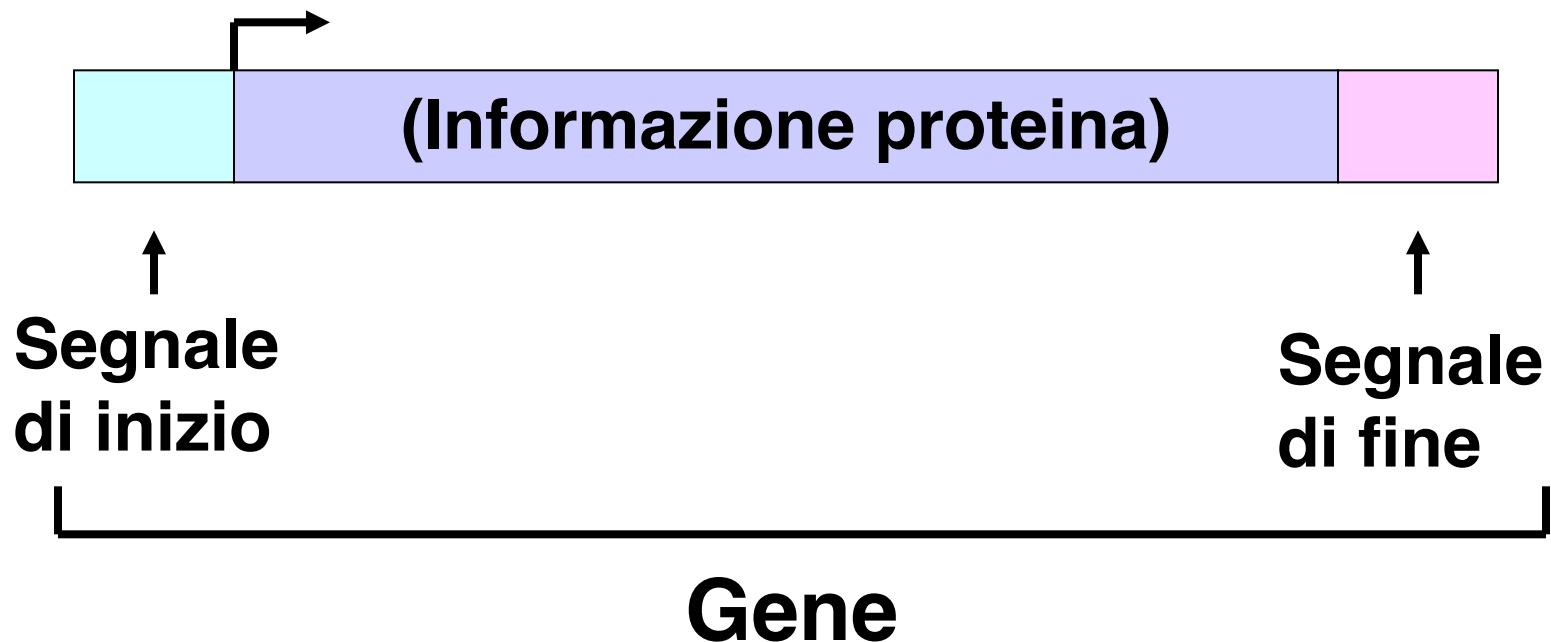 (Informazione proteina)
Segnale
di inizio
Segnale
di fine
Gene